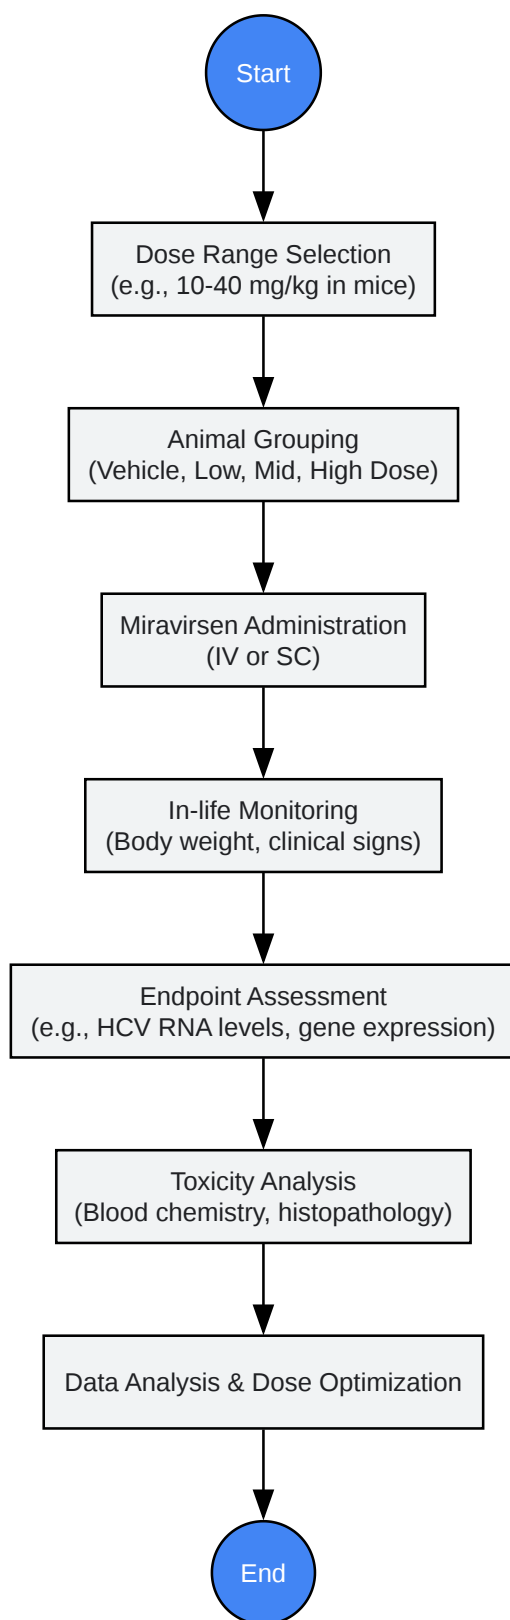 Start
Dose Range Selection
(e.g., 10-40 mg/kg in mice)
Animal Grouping
(Vehicle, Low, Mid, High Dose)
Miravirsen Administration
(IV or SC)
In-life Monitoring
(Body weight, clinical signs)
Endpoint Assessment
(e.g., HCV RNA levels, gene expression)
Toxicity Analysis
(Blood chemistry, histopathology)
Data Analysis & Dose Optimization
End